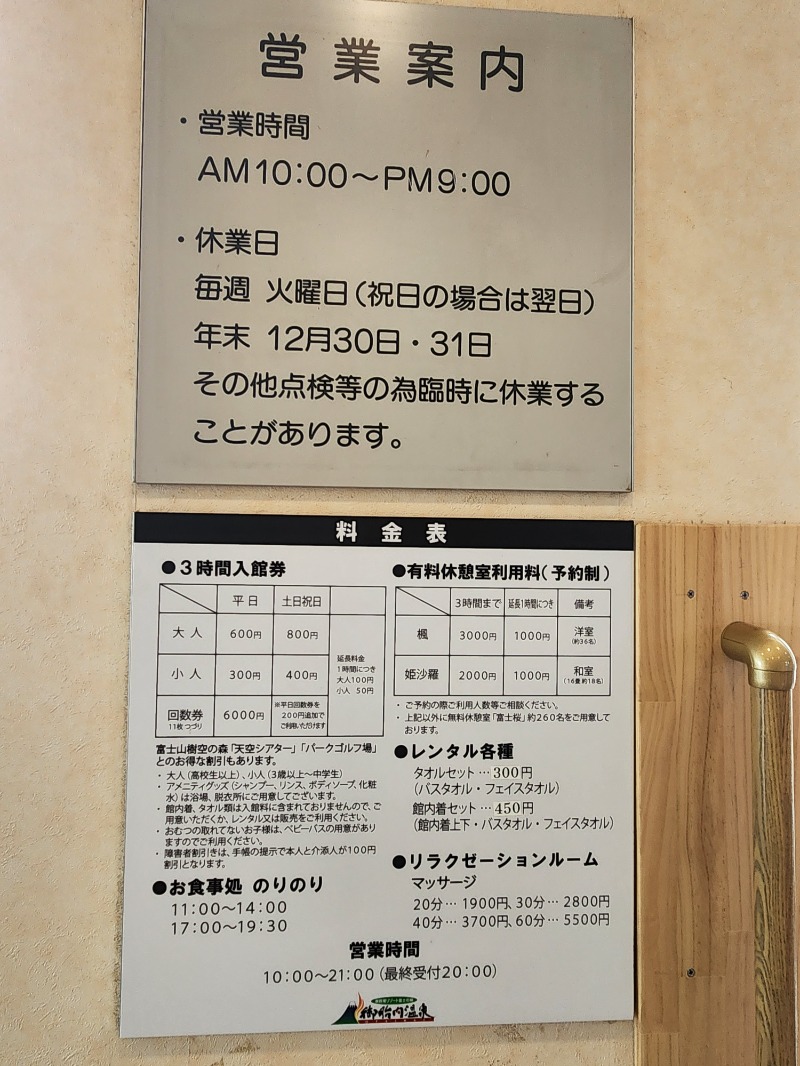 営業案内
・営業時間
AM10:00～PM9:00
・休業日
毎週 火曜日(祝日の場合は翌日)
年末 12月30日・31日
その他点検等の為臨時に休業する
ことがあります。
料金表
●3時間入館券
平日 土日祝日
大人 600円 800円
小人 300円 400円
延長料金
1時間につき
大人100円
小人 50円
回数券
11枚つづり
6000円
※平日回数券を
200円追加で
ご利用いただけます
富士山樹空の森「天空シアター」「パークゴルフ場」
とのお得な割引もあります。
・大人(高校生以上)、小人(3歳以上～中学生)
・アメニティグッズ(シャンプー、リンス、ボディソープ、化粧
水)は浴場、脱衣所にご用意してございます。
・館内着、タオル類は入館料に含まれておりませんので、ご
用意いただくか、レンタル又は販売をご利用ください。
・おむつの取れてないお子様は、ベビーバスの用意があり
ますのでご利用ください。
・障害者割引きは、手帳の提示で本人と介添人が100円
割引となります。
●お食事処 のりのり
11:00～14:00
17:00～19:30
●有料休憩室利用料(予約制)
3時間まで 延長1時間につき 備考
楓 3000円 1000円 洋室
(約36名)
姫沙羅 2000円 1000円 和室
(16畳 約18名)
・ご予約の際ご利用人数等ご相談ください。
・上記以外に無料休憩室「富士桜」約260名をご用意して
おります。
●レンタル各種
タオルセット…300円
(バスタオル・フェイスタオル)
館内着セット…450円
(館内着上下・バスタオル・フェイスタオル)
●リラクゼーションルーム
マッサージ
20分…1900円、30分…2800円
40分…3700円、60分…5500円
営業時間
10:00～21:00(最終受付20:00)
御胎内温泉